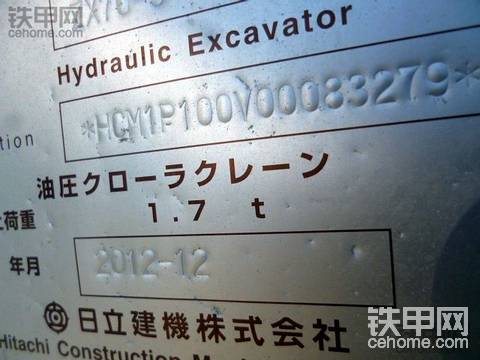 铁甲网
cehome.com
Hydraulic Excavator
*HCM1P100V00083279*
油圧クローラクレーン
荷重 1.7 t
年月 2012-12
日立建機株式会社
Hitachi Construction
铁甲网
cehome.com